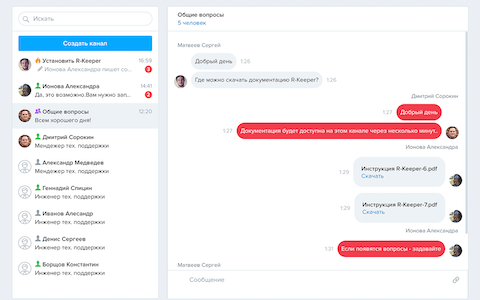 Искать
Создать канал
Установить R-Keeper
16:59
Ионова Александра пишет со...
3
Ионова Александра
14:41
Да, это возможно.Вам нужно зап...
2
Общие вопросы
12:20
Всем хорошего дня!
Дмитрий Сорокин
Менеджер тех. поддержки
Александр Медведев
Инженер тех. поддержки
Геннадий Спицин
Инженер тех. поддержки
Иванов Алесандр
Инженер тех. поддержки
Денис Сергеев
Инженер тех. поддержки
Борщов Константин
Инженер тех. поддержки
Общие вопросы
5 человек
Матвеев Сергей
Добрый день
1:26
Где можно скачать документацию R-Keeper?
1:26
Дмитрий Сорокин
1:27
Добрый день
1:27
Документация будет доступна на этом канале через несколько минут.
Ионова Александра
1:29
Инструкция R-Keeper-6.pdf
Скачать
1:29
Инструкция R-Keeper-7.pdf
Скачать
Ионова Александра
1:31
Если появятся вопросы - задавайте
Матвеев Сергей
Сообщение